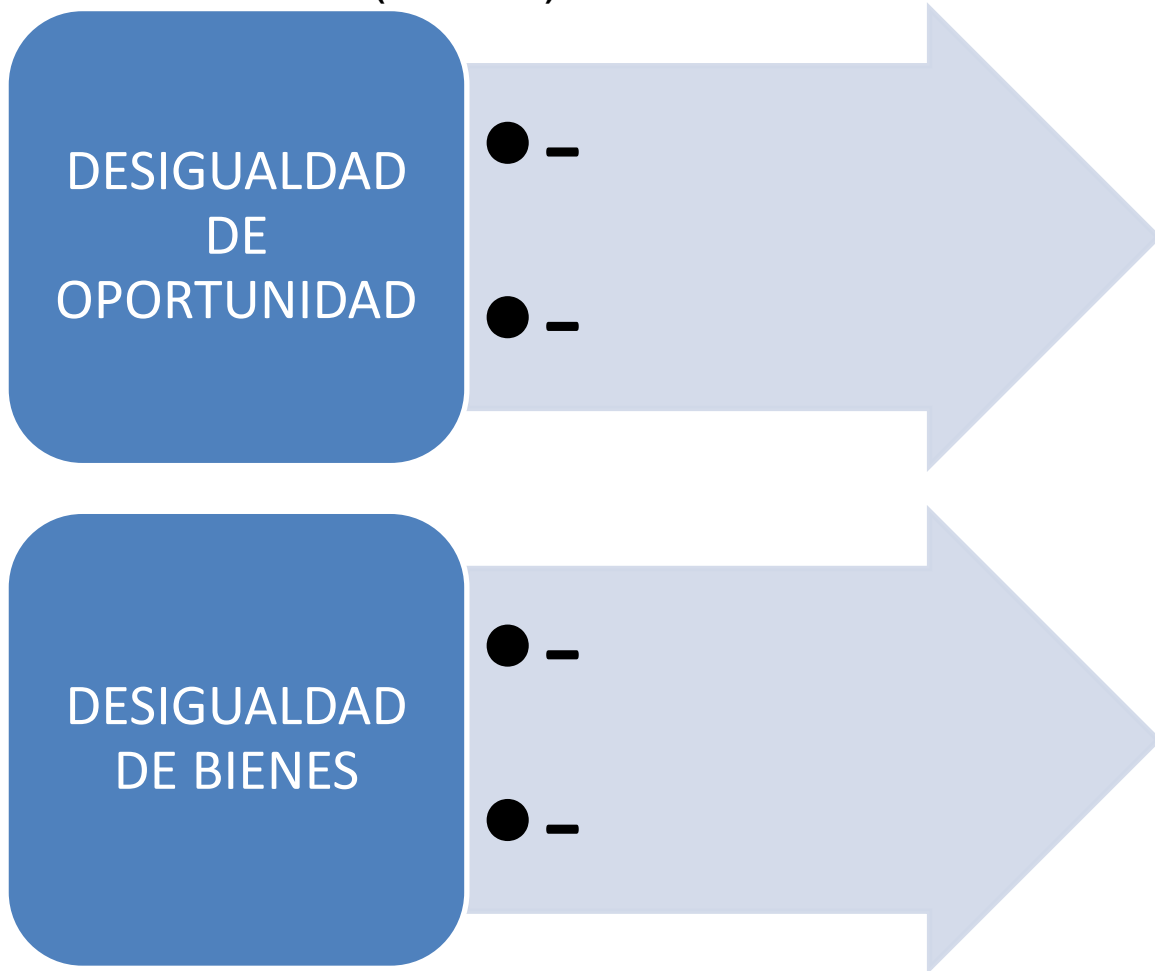 DESIGUALDAD
DE
OPORTUNIDAD
● –
● –
DESIGUALDAD
DE BIENES
● –
● –